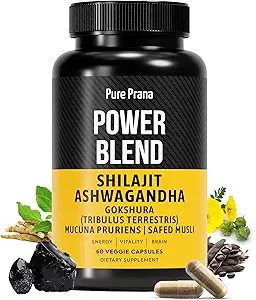 Pure Prana
POWER
BLEND
SHILAJIT
ASHWAGANDHA
GOKSHURA
(TRIBULUS TERRESTRIS)
MUCUNA PRURIENS | SAFED MUSLI
ENERGY | VITALITY | BRAIN
60 VEGGIE CAPSULES
DIETARY SUPPLEMENT